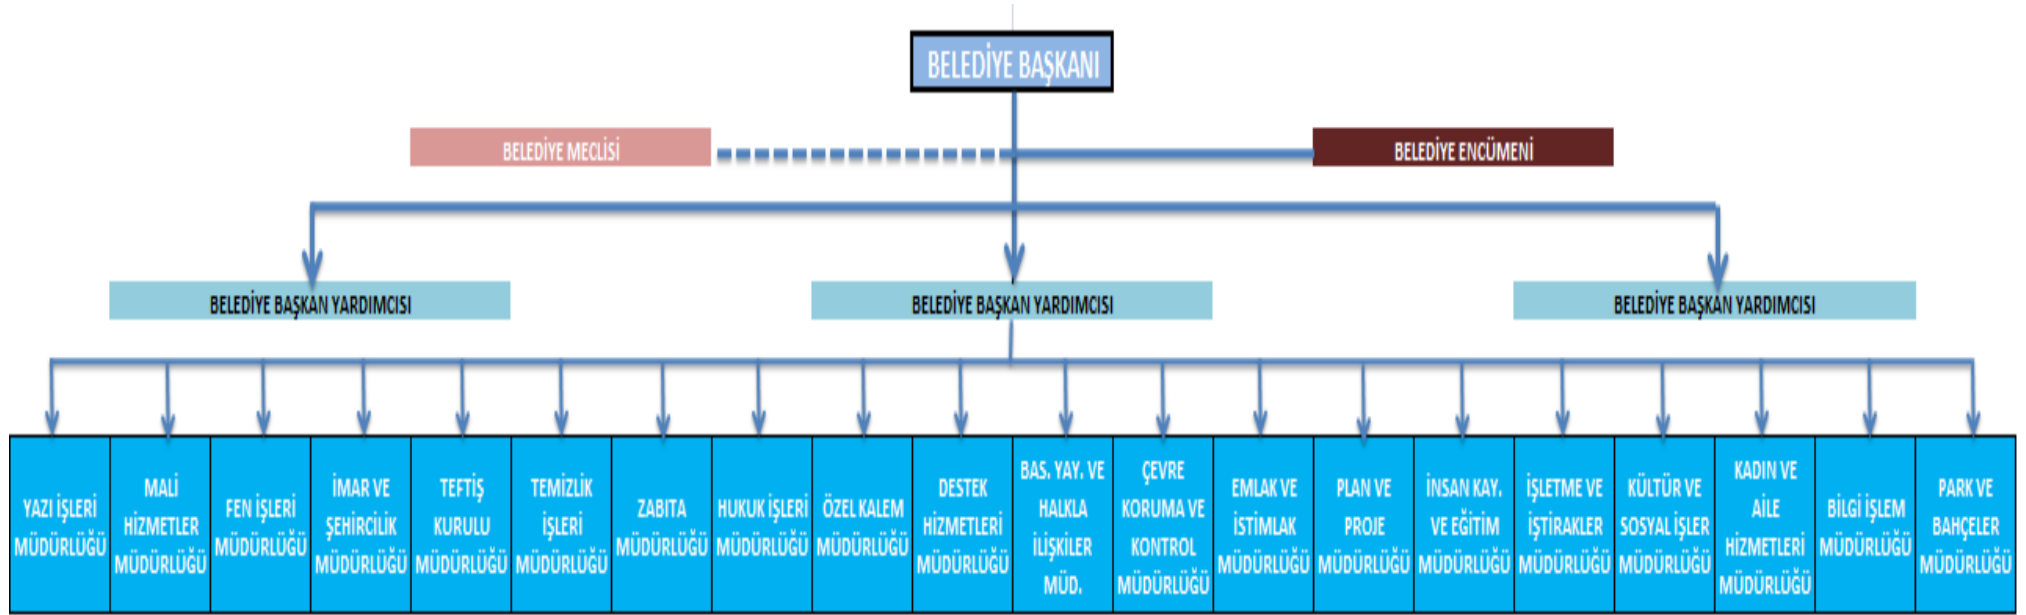 BELEDİYE BAŞKANI
BELEDİYE MECLİSİ
BELEDİYE ENCÜMENİ
BELEDİYE BAŞKAN YARDIMCISI
BELEDİYE BAŞKAN YARDIMCISI
BELEDİYE BAŞKAN YARDIMCISI
YAZI İŞLERİ
MÜDÜRLÜĞÜ
MALİ
HİZMETLER
MÜDÜRLÜĞÜ
FEN İŞLERİ
MÜDÜRLÜĞÜ
İMAR VE
ŞEHİRCİLİK
MÜDÜRLÜĞÜ
TEFTİŞ
KURULU
MÜDÜRLÜĞÜ
TEMİZLİK
İŞLERİ
MÜDÜRLÜĞÜ
ZABITA
MÜDÜRLÜĞÜ
HUKUK İŞLERİ
MÜDÜRLÜĞÜ
ÖZEL KALEM
MÜDÜRLÜĞÜ
DESTEK
HİZMETLERİ
MÜDÜRLÜĞÜ
BAS. YAY. VE
HALKLA
İLİŞKİLER
MÜD.
ÇEVRE
KORUMA VE
KONTROL
MÜDÜRLÜĞÜ
EMLAK VE
İSTİMLAK
MÜDÜRLÜĞÜ
PLAN VE
PROJE
MÜDÜRLÜĞÜ
İNSAN KAY.
VE EĞİTİM
MÜDÜRLÜĞÜ
İŞLETME VE
İŞTİRAKLER
MÜDÜRLÜĞÜ
KÜLTÜR VE
SOSYAL İŞLER
MÜDÜRLÜĞÜ
KADIN VE
AİLE
HİZMETLERİ
MÜDÜRLÜĞÜ
BİLGİ İŞLEM
MÜDÜRLÜĞÜ
PARK VE
BAHÇELER
MÜDÜRLÜĞÜ